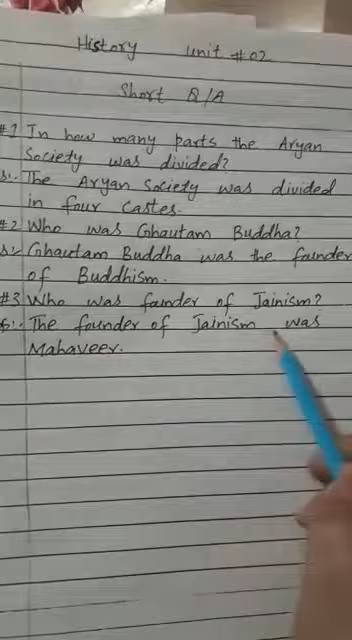 History Unit #02
Short Q/A
#1 In how many parts the Aryan
Society was divided?
s:- The Aryan Society was divided
in four castes.
#2 Who was Ghautam Buddha?
s:- Ghautam Buddha was the founder
of Buddhism.
#3 Who was founder of Jainism?
s:- The founder of Jainism was
Mahaveer.